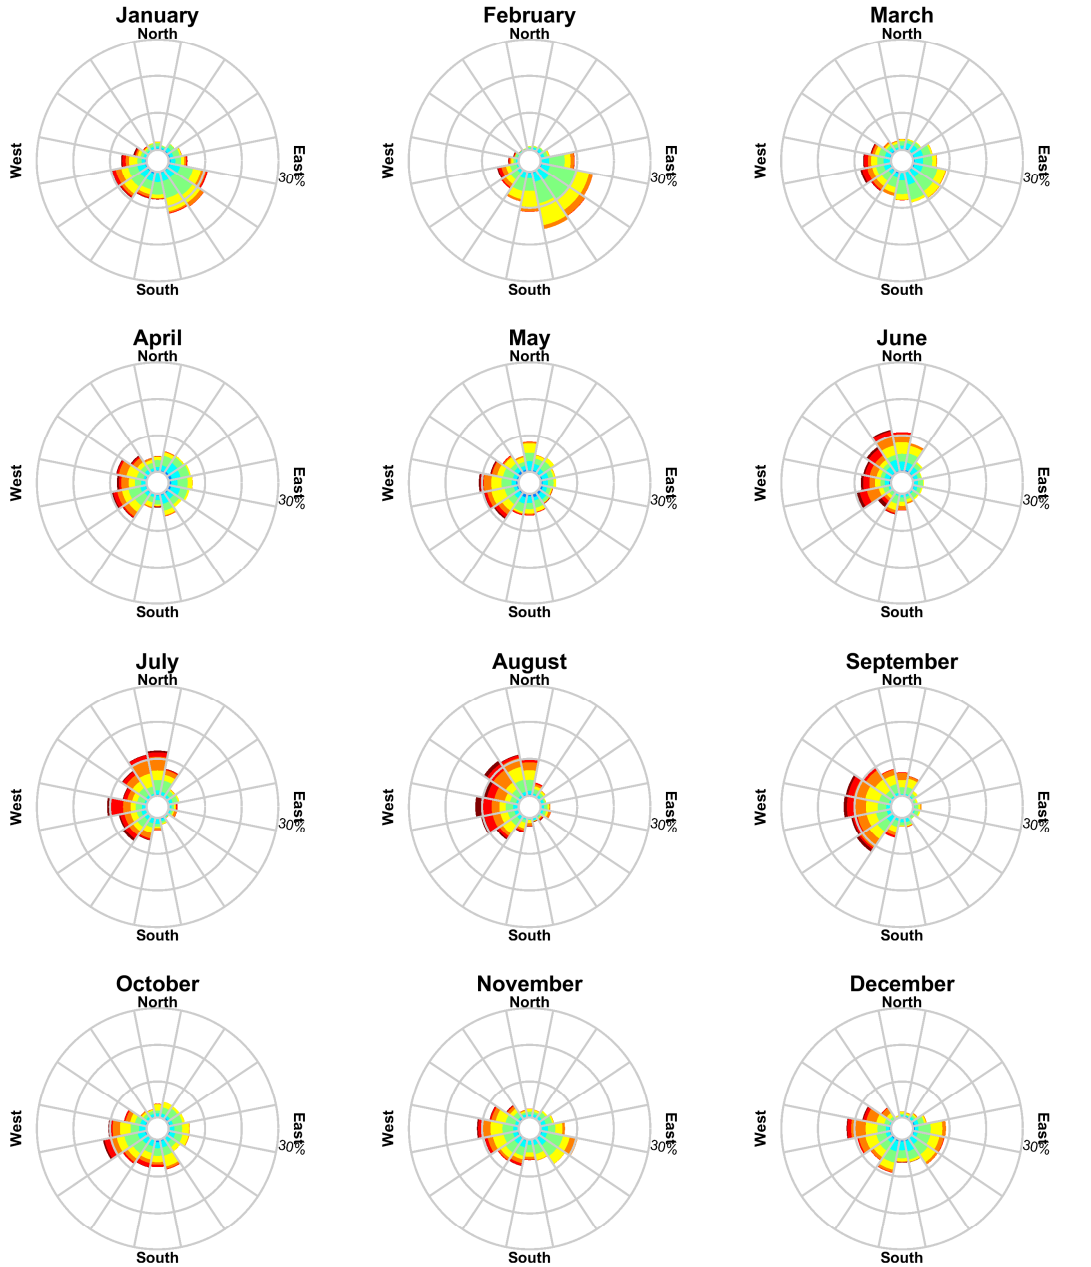 January
North
West
East
30%
South
February
North
West
East
30%
South
March
North
West
East
30%
South
April
North
West
East
30%
South
May
North
West
East
30%
South
June
North
West
East
30%
South
July
North
West
East
30%
South
August
North
West
East
30%
South
September
North
West
East
30%
South
October
North
West
East
30%
South
November
North
West
East
30%
South
December
North
West
East
30%
South